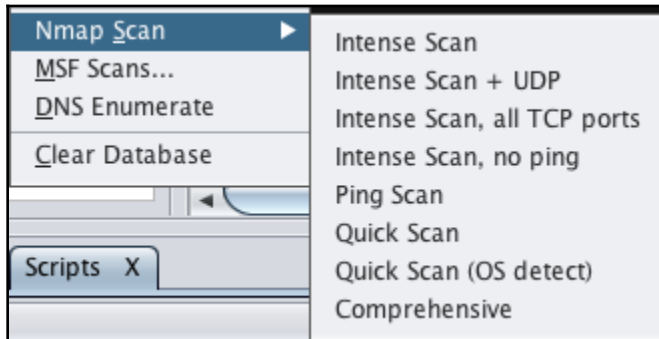 Nmap Scan
MSF Scans...
DNS Enumerate
Clear Database
Intense Scan
Intense Scan + UDP
Intense Scan, all TCP ports
Intense Scan, no ping
Ping Scan
Quick Scan
Quick Scan (OS detect)
Comprehensive
Scripts X